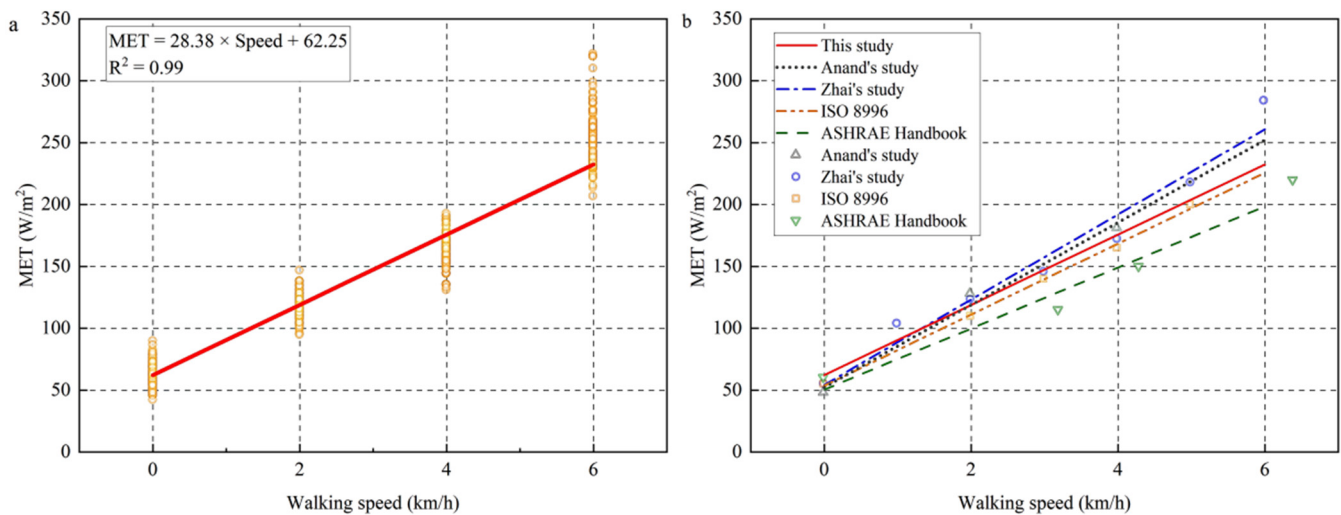 a
MET = 28.38 × Speed + 62.25
R² = 0.99
350
300
250
200
150
100
50
0
MET (W/m²)
0 2 4 6
Walking speed (km/h)
b
This study
Anand's study
Zhai's study
ISO 8996
ASHRAE Handbook
Anand's study
Zhai's study
ISO 8996
ASHRAE Handbook
350
300
250
200
150
100
50
0
MET (W/m²)
0 2 4 6
Walking speed (km/h)